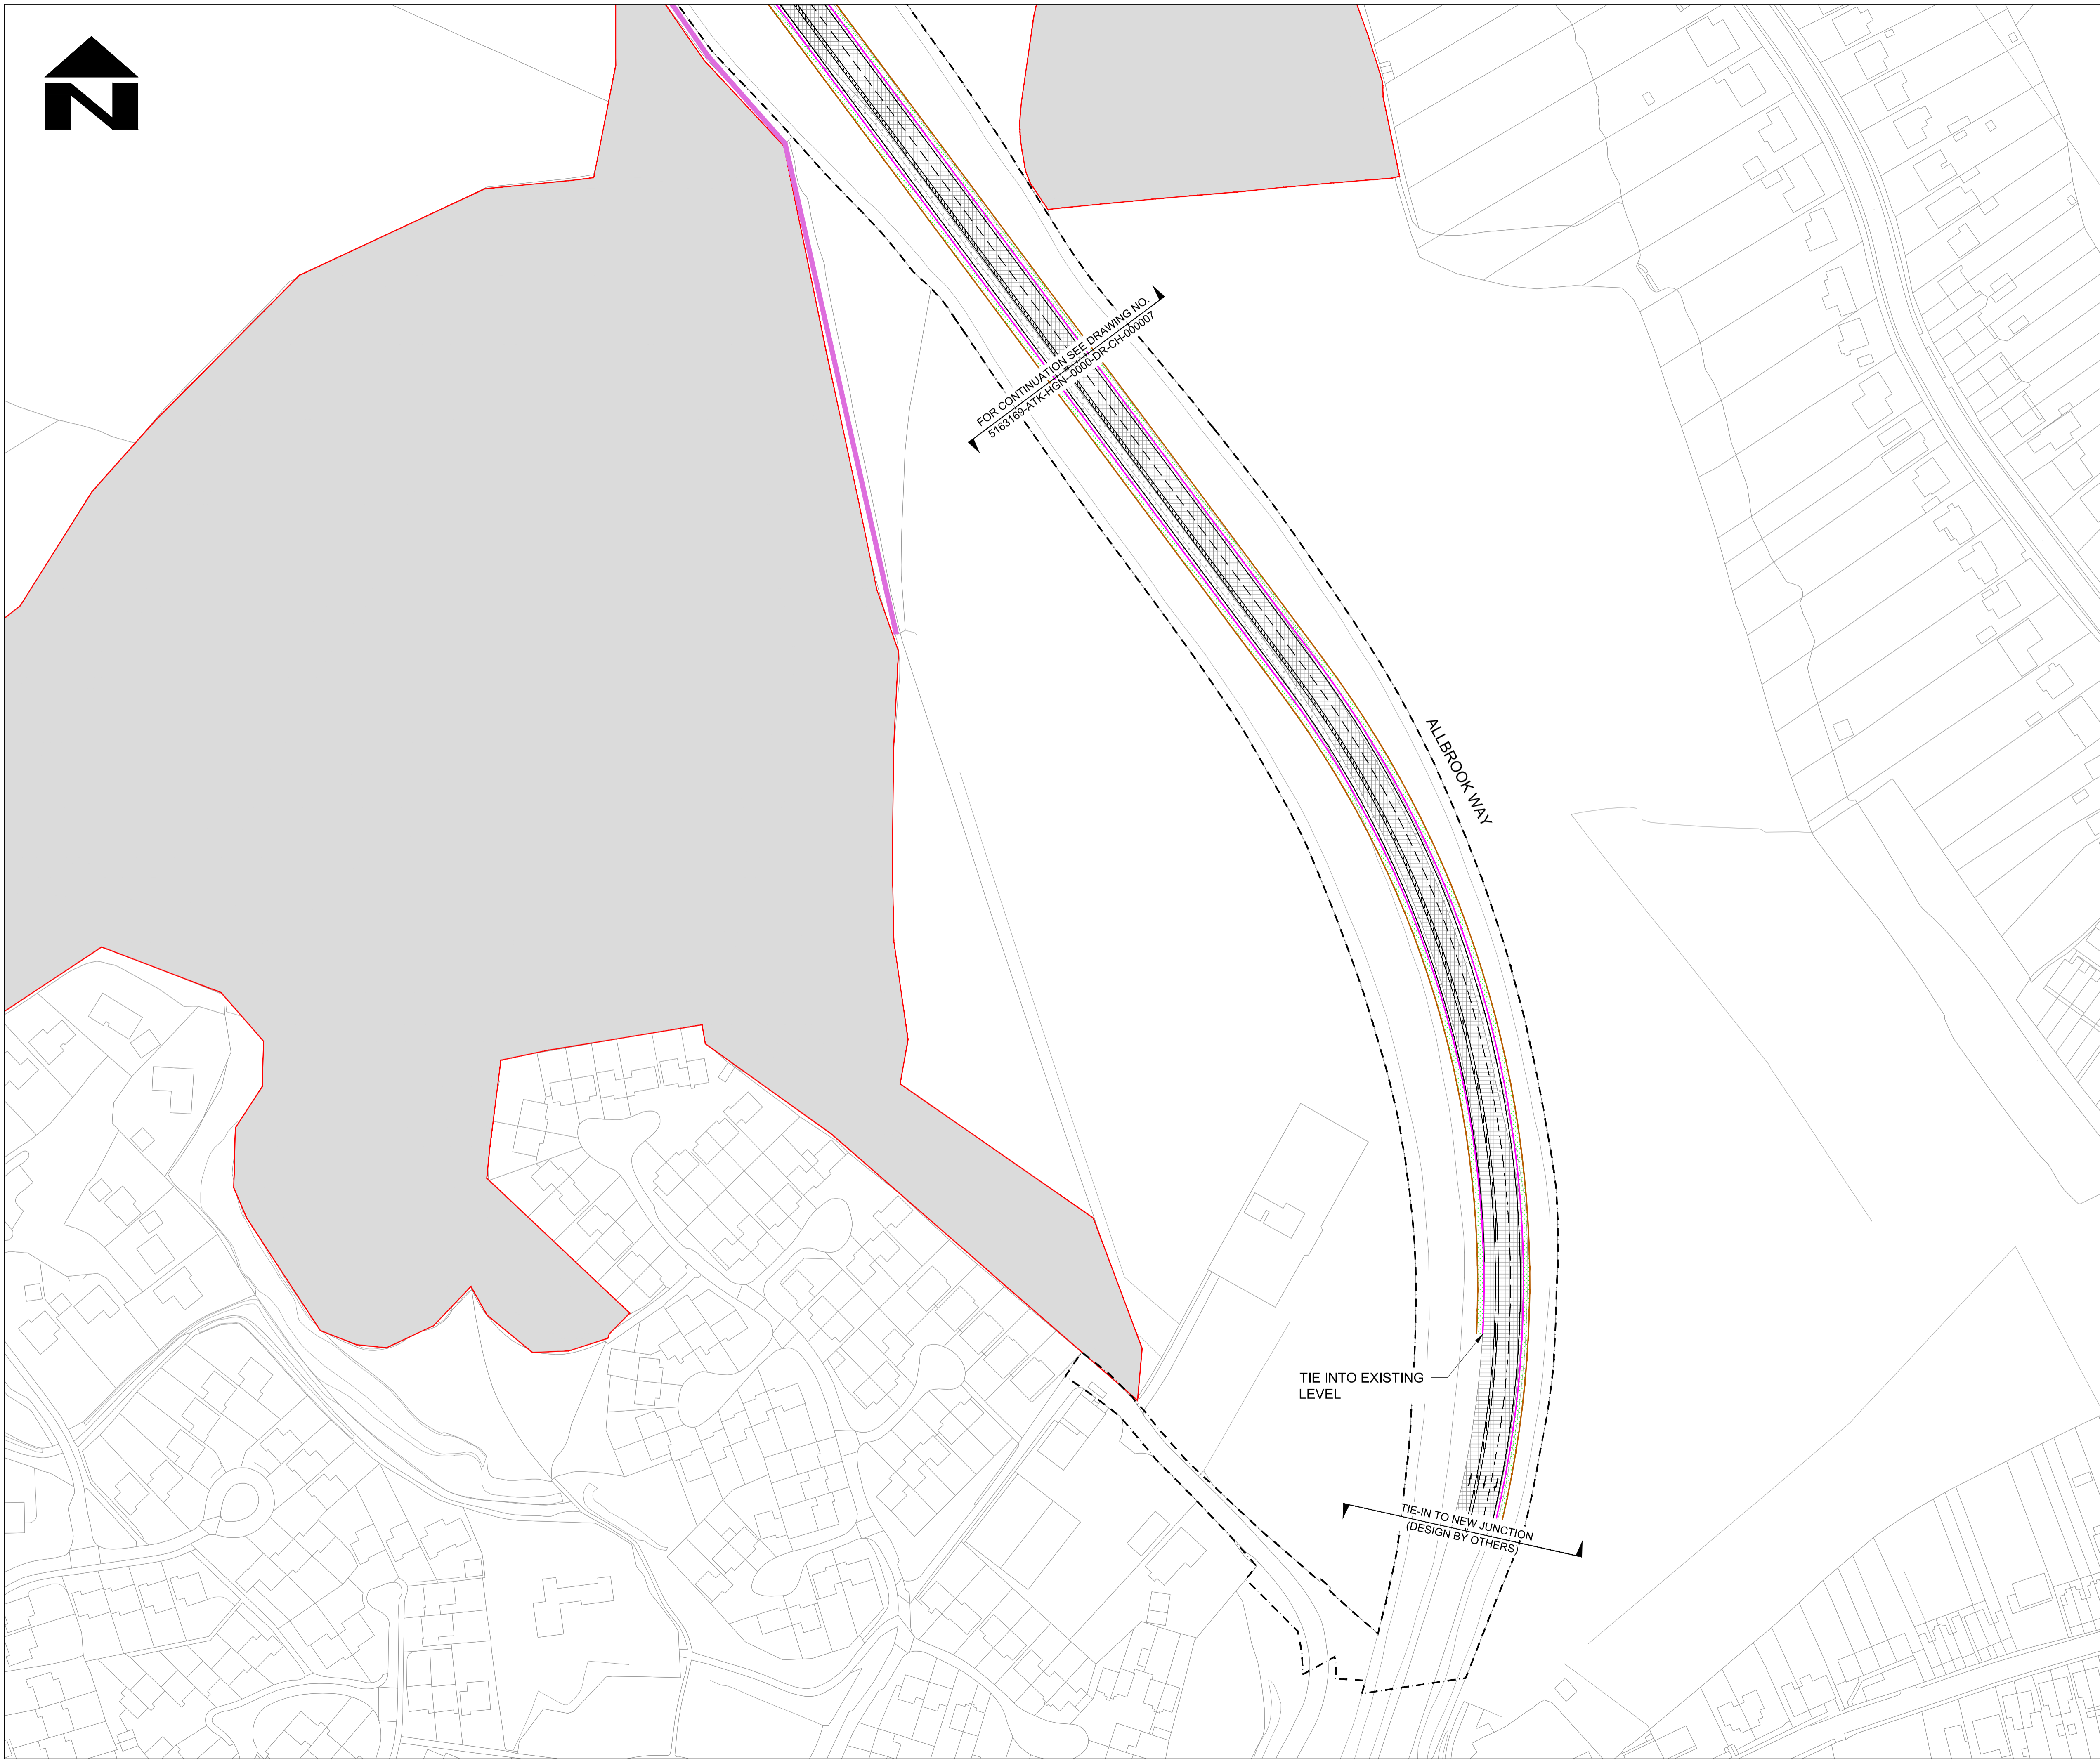 N
FOR CONTINUATION SEE DRAWING NO.
5163169-ATK-HGN--0000-DR-CH-000007
ALLBROOK WAY
TIE INTO EXISTING
LEVEL
TIE-IN TO NEW JUNCTION
(DESIGN BY OTHERS)